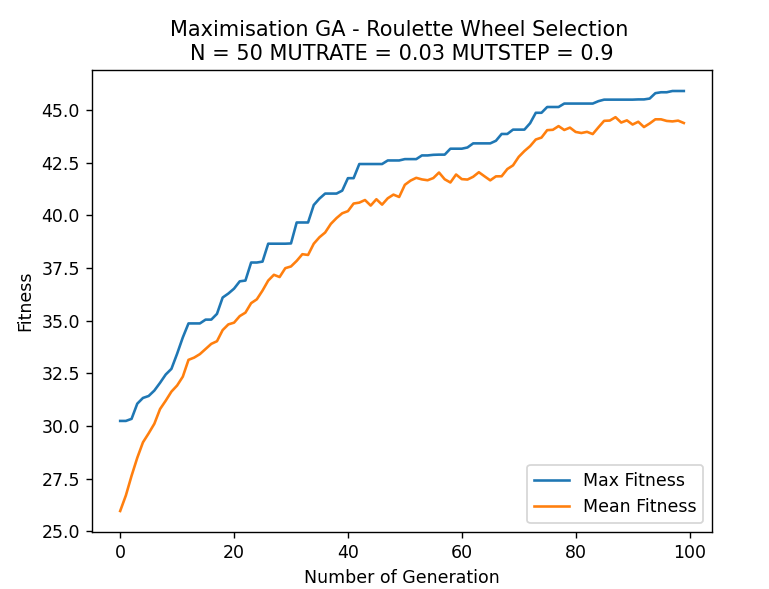 Maximisation GA - Roulette Wheel Selection
N = 50 MUTRATE = 0.03 MUTSTEP = 0.9
45.0
42.5
40.0
37.5
35.0
32.5
30.0
27.5
25.0
Fitness
Max Fitness
Mean Fitness
0 20 40 60 80 100
Number of Generation